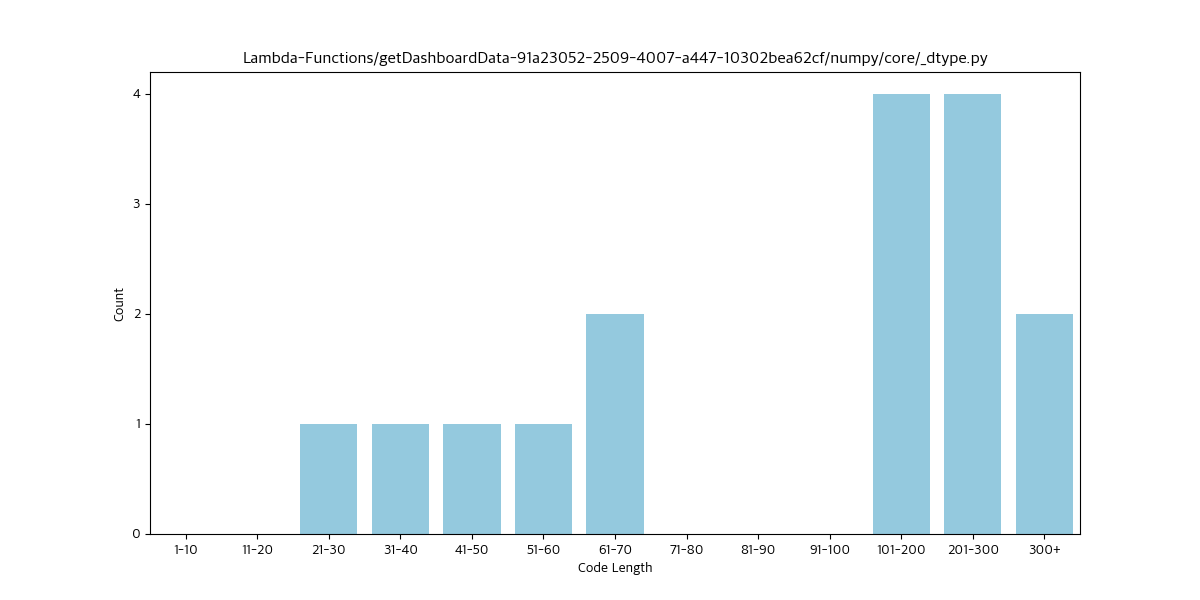 Lambda-Functions/getDashboardData-91a23052-2509-4007-a447-10302bea62cf/numpy/core/_dtype.py
4
3
2
1
0
Count
1-10 11-20 21-30 31-40 41-50 51-60 61-70 71-80 81-90 91-100 101-200 201-300 300+
Code Length